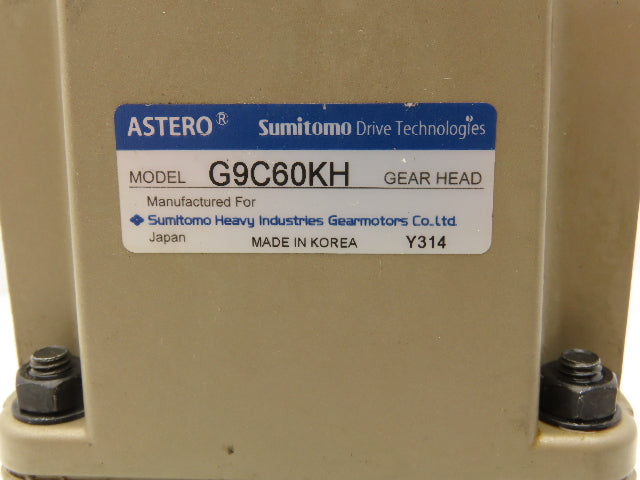 ASTERO® Sumitomo Drive Technologies
MODEL G9C60KH GEAR HEAD
Manufactured For
Sumitomo Heavy Industries Gearmotors Co.,Ltd.
Japan MADE IN KOREA Y314